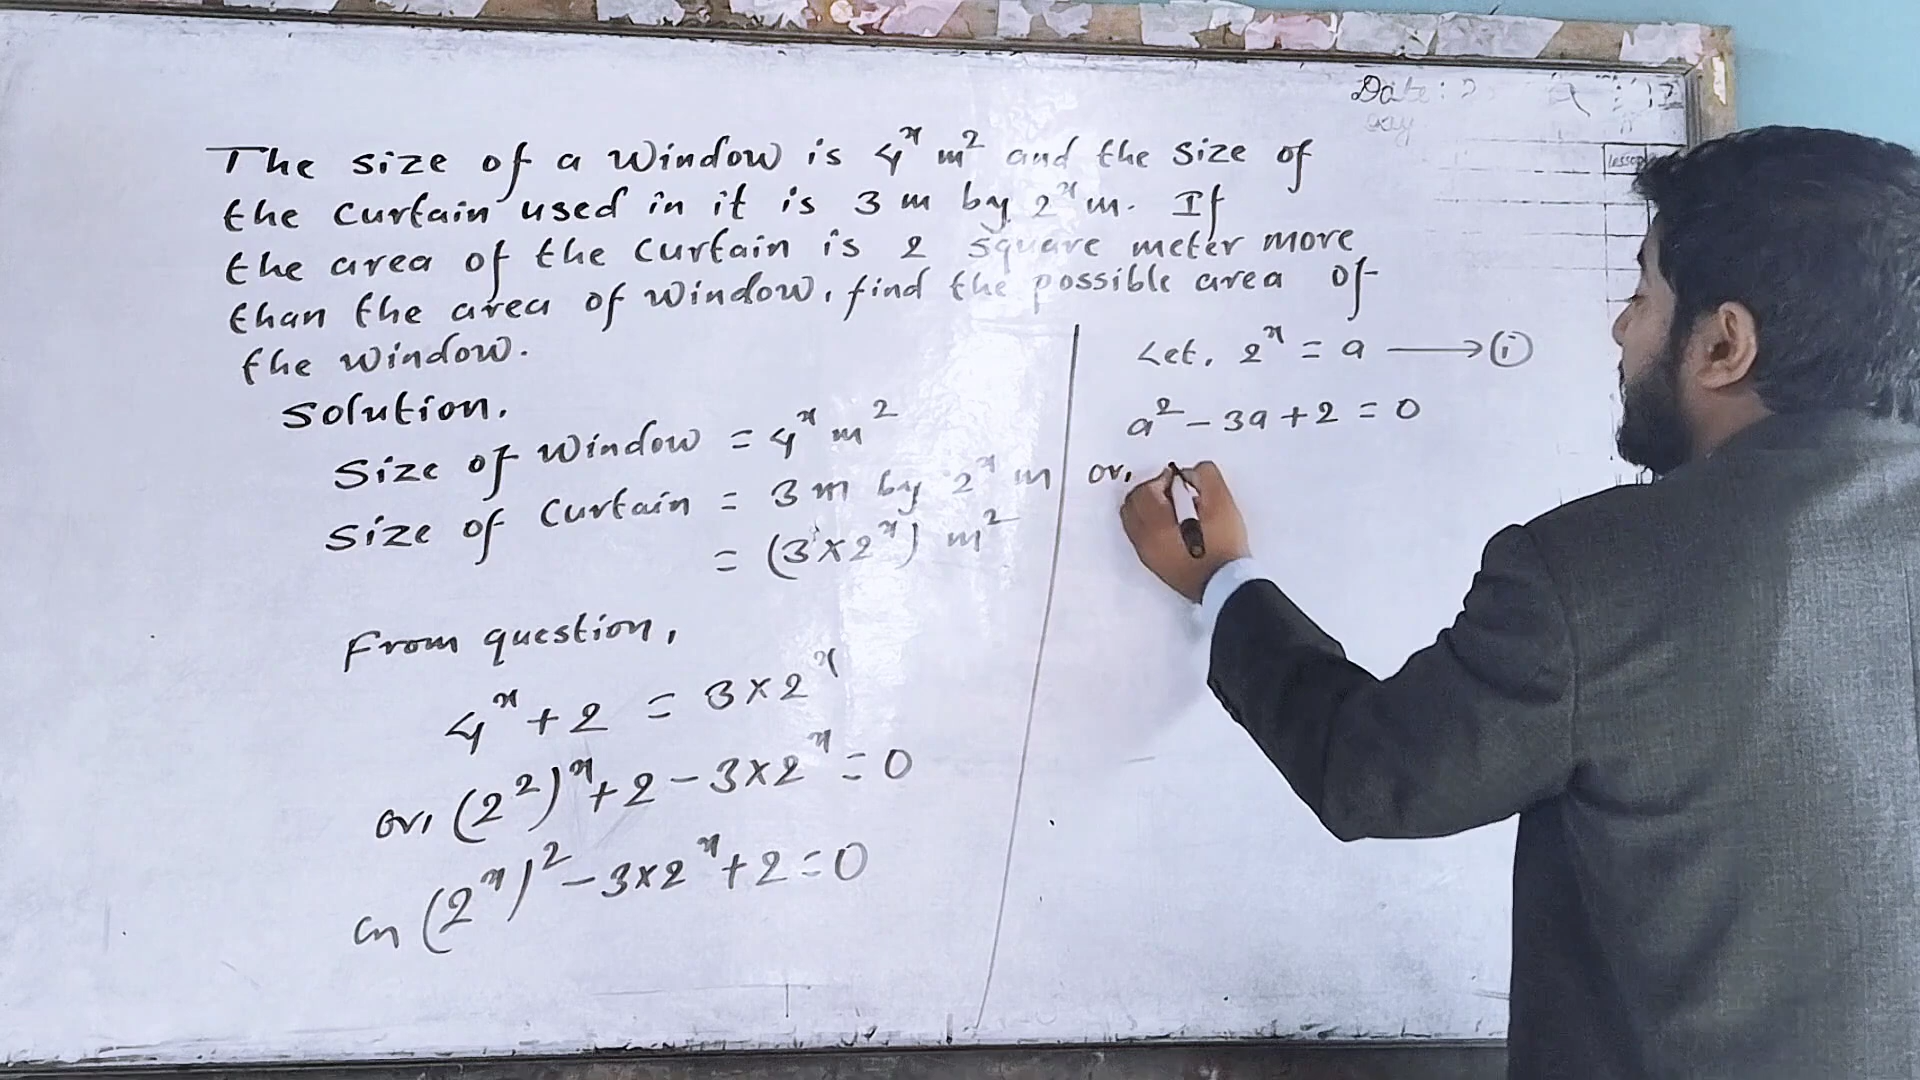 Date:
The size of a window is 4ˣ m² and the size of
the curtain used in it is 3 m by 2ˣ m. If
the area of the curtain is 2 square meter more
than the area of window, find the possible area of
the window.
Solution.
Size of window = 4ˣ m²
Size of curtain = 3 m by 2ˣ m
= (3×2ˣ) m²
From question,
4ˣ + 2 = 3×2ˣ
or, (2²)ˣ + 2 - 3×2ˣ = 0
or (2ˣ)² - 3×2ˣ + 2 = 0
Let, 2ˣ = a ⟶ (i)
a² - 3a + 2 = 0
or,